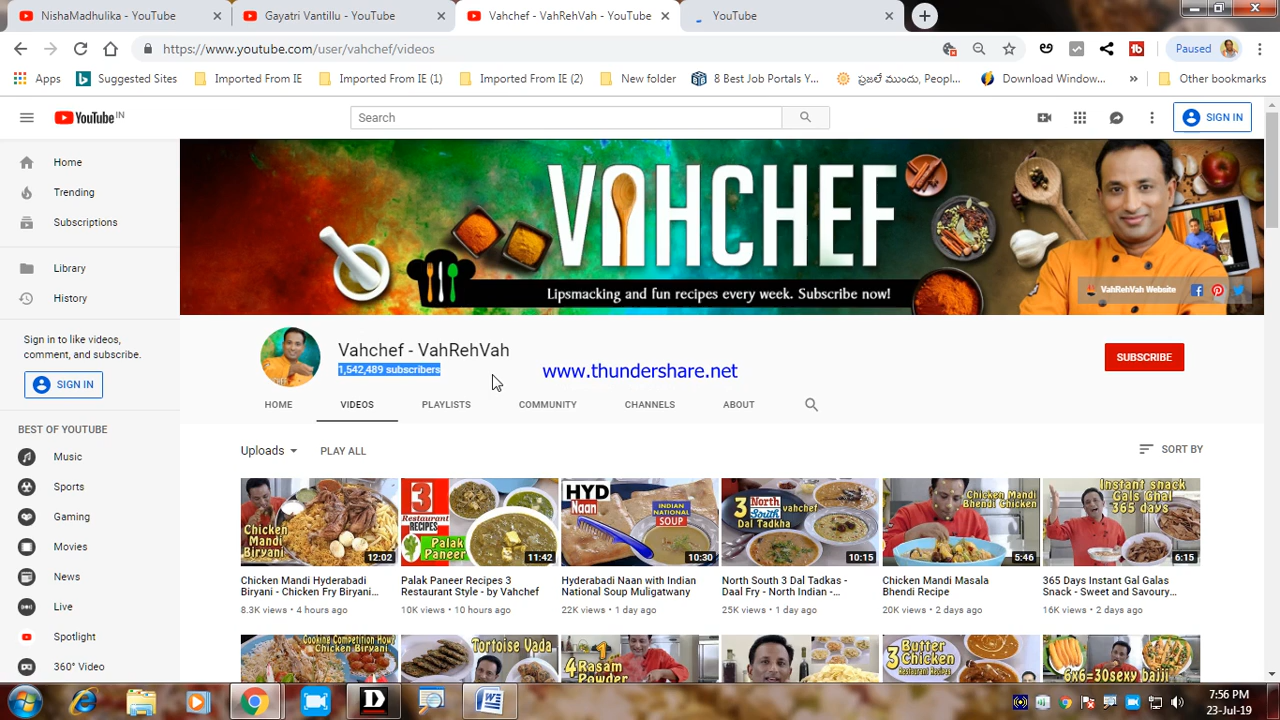 NishaMadhulika - YouTube
Gayatri Vantillu - YouTube
Vahchef - VahRehVah - YouTube
YouTube
https://www.youtube.com/user/vahchef/videos
Paused
Apps
Suggested Sites
Imported From IE
Imported From IE (1)
Imported From IE (2)
New folder
8 Best Job Portals Y...
ప్రజలే ముందు, Peopl...
Download Window...
»
Other bookmarks
YouTube IN
Search
SIGN IN
VAHCHEF
Lipsmacking and fun recipes every week. Subscribe now!
VahRehVah Website
Home
Trending
Subscriptions
Library
History
Sign in to like videos,
comment, and subscribe.
SIGN IN
BEST OF YOUTUBE
Music
Sports
Gaming
Movies
News
Live
Spotlight
360° Video
Vahchef - VahRehVah
1,542,489 subscribers
www.thundershare.net
SUBSCRIBE
HOME
VIDEOS
PLAYLISTS
COMMUNITY
CHANNELS
ABOUT
Uploads
PLAY ALL
SORT BY
Chicken
Mandi
Biryani
12:02
Chicken Mandi Hyderabadi
Biryani - Chicken Fry Biryani...
8.3K views • 4 hours ago
3
Restaurant
RECIPES
Palak
Paneer
11:42
Palak Paneer Recipes 3
Restaurant Style - by Vahchef
10K views • 10 hours ago
HYD
Naan
INDIAN
NATIONAL
SOUP
10:30
Hyderabadi Naan with Indian
National Soup Muligatwany
22K views • 1 day ago
3 North
South
vahchef
Dal Tadkha
10:15
North South 3 Dal Tadkas -
Daal Fry - North Indian -...
25K views • 1 day ago
Chicken Mandi
Bhendi Chicken
5:46
Chicken Mandi Masala
Bhendi Recipe
20K views • 2 days ago
Instant snack
Gals Ghal
365 days
6:15
365 Days Instant Gal Galas
Snack - Sweet and Savoury...
16K views • 2 days ago
Cooking Competition How?
Chicken Biryani
Tortoise Vada
1
4 Rasam
Powder
3 Butter
Chicken
Restaurant Recipes
6x6=30sexy bajji
7:56 PM
23-Jul-19